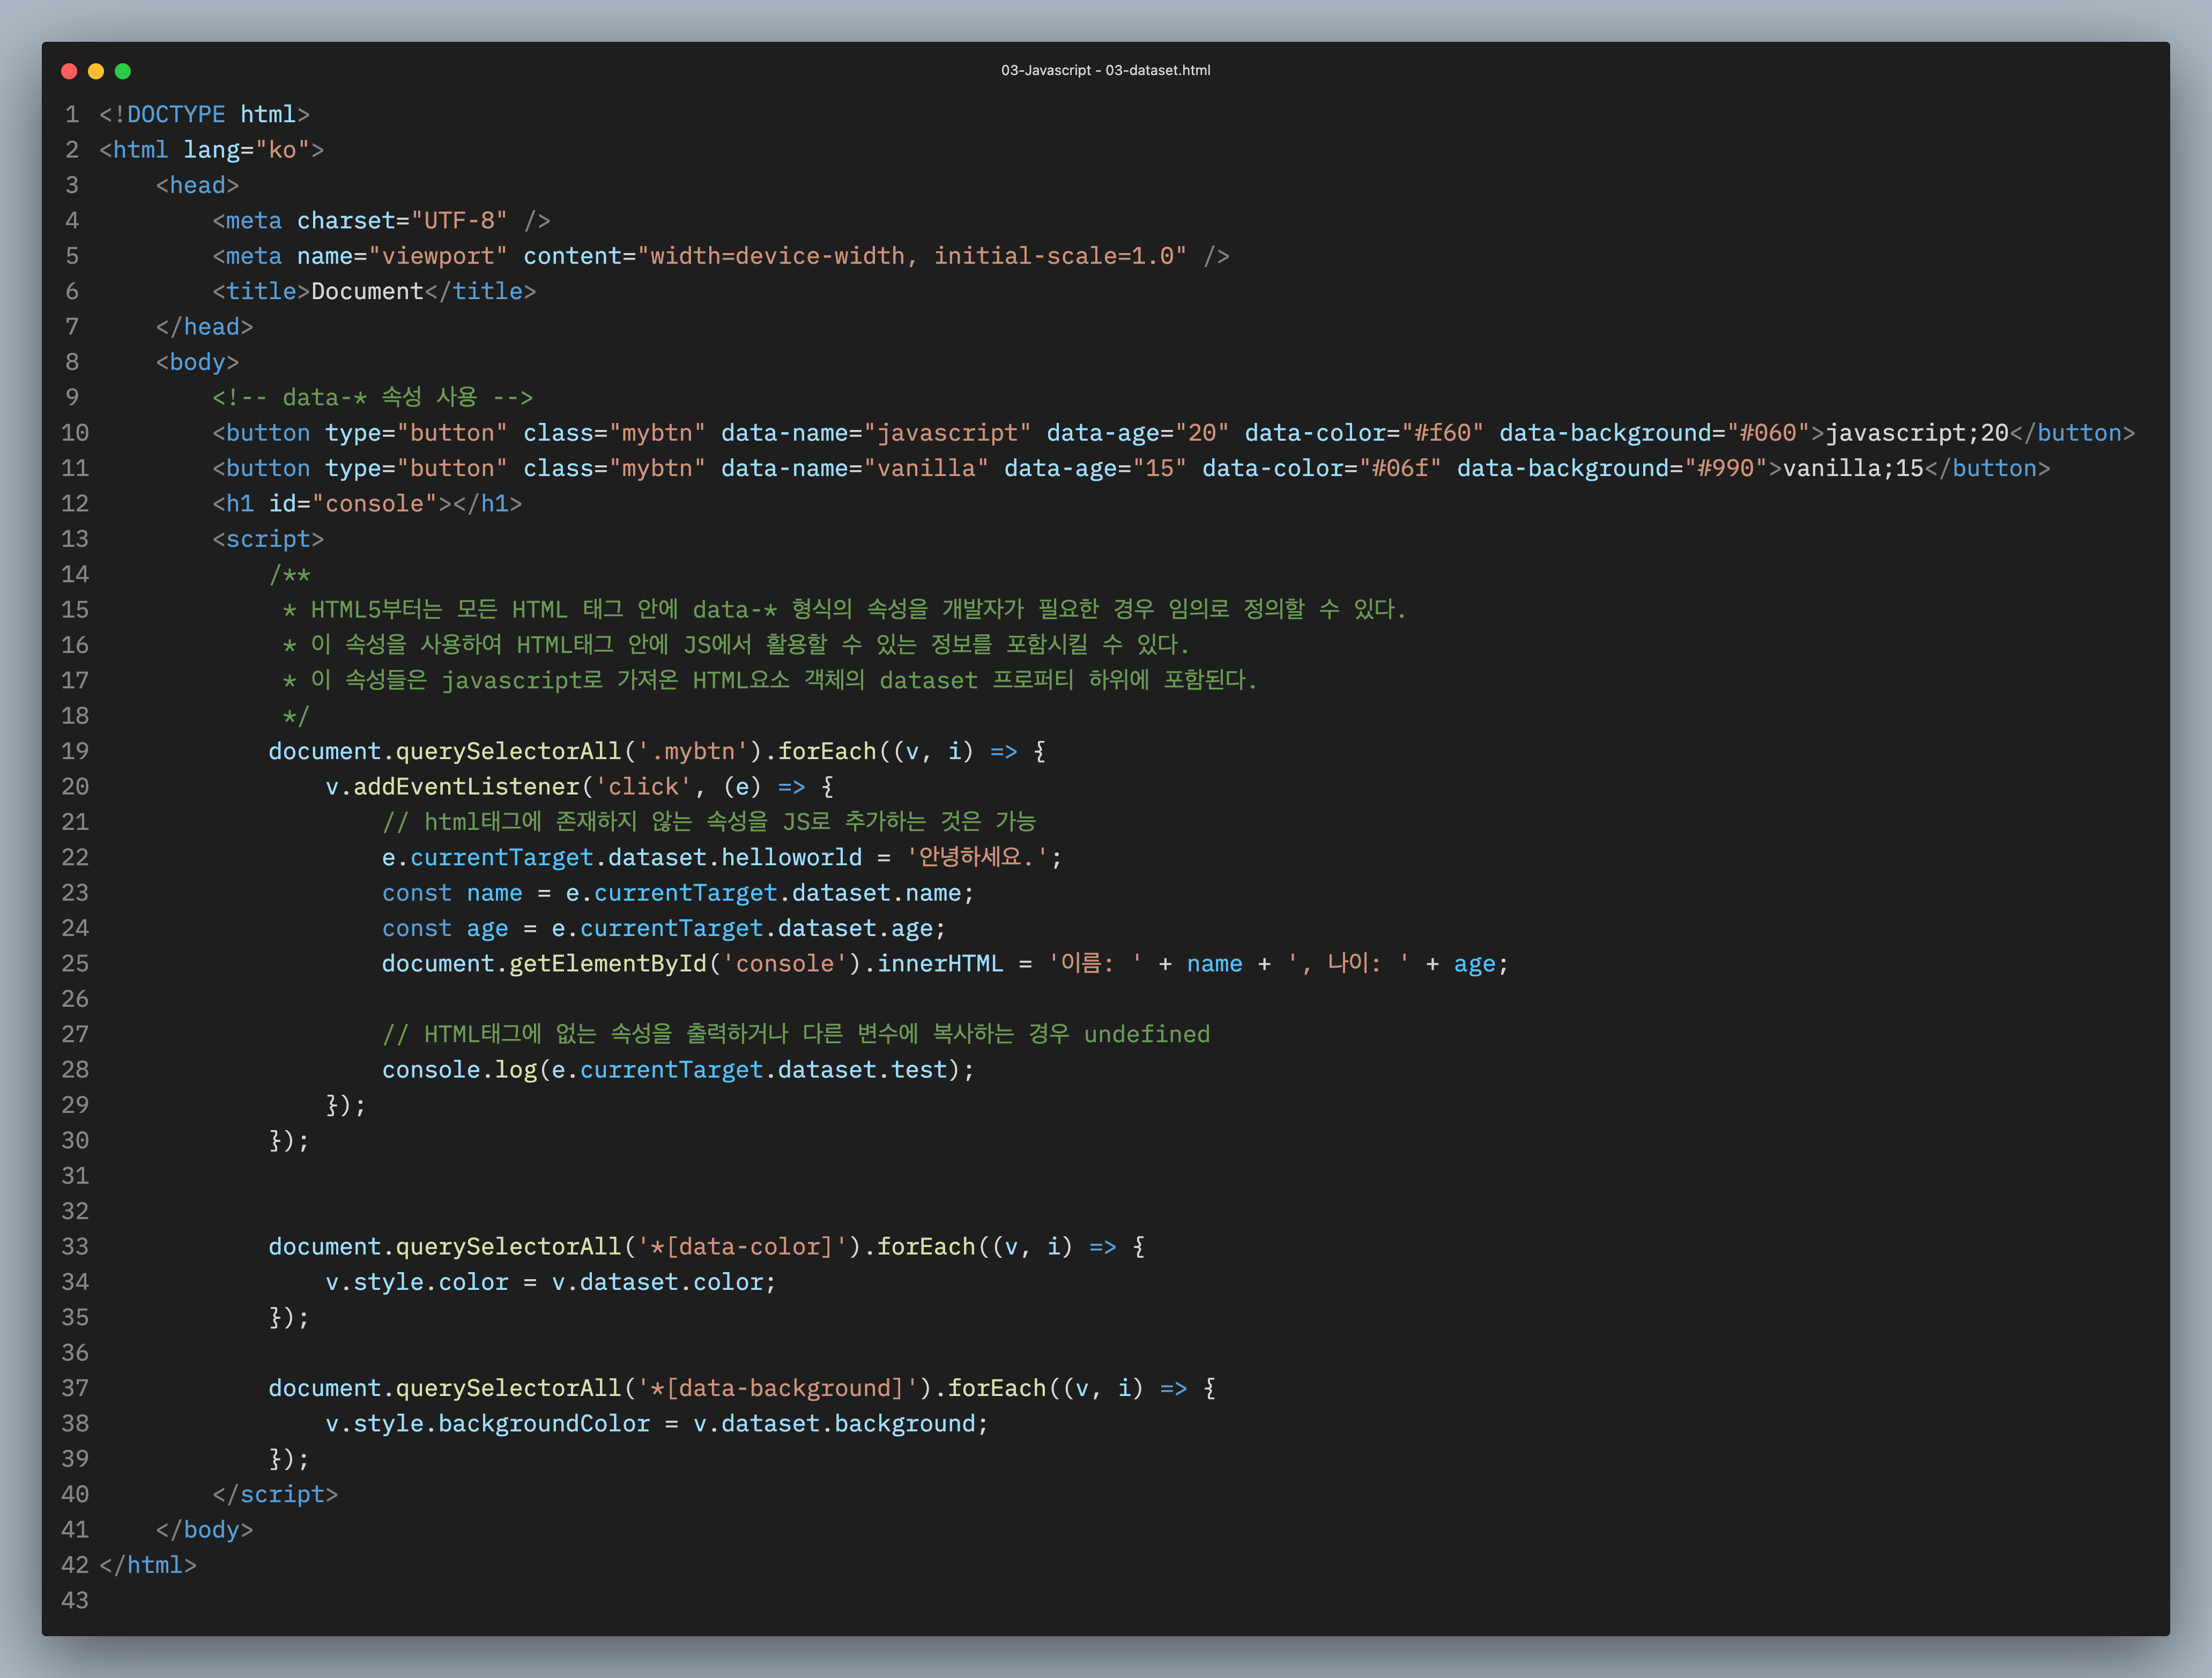 03-Javascript - 03-dataset.html
1 <!DOCTYPE html>
2 <html lang="ko">
3     <head>
4         <meta charset="UTF-8" />
5         <meta name="viewport" content="width=device-width, initial-scale=1.0" />
6         <title>Document</title>
7     </head>
8     <body>
9         <!-- data-* 속성 사용 -->
10         <button type="button" class="mybtn" data-name="javascript" data-age="20" data-color="#f60" data-background="#060">javascript;20</button>
11         <button type="button" class="mybtn" data-name="vanilla" data-age="15" data-color="#06f" data-background="#990">vanilla;15</button>
12         <h1 id="console"></h1>
13         <script>
14             /**
15              * HTML5부터는 모든 HTML 태그 안에 data-* 형식의 속성을 개발자가 필요한 경우 임의로 정의할 수 있다.
16              * 이 속성을 사용하여 HTML태그 안에 JS에서 활용할 수 있는 정보를 포함시킬 수 있다.
17              * 이 속성들은 javascript로 가져온 HTML요소 객체의 dataset 프로퍼티 하위에 포함된다.
18              */
19             document.querySelectorAll('.mybtn').forEach((v, i) => {
20                 v.addEventListener('click', (e) => {
21                     // html태그에 존재하지 않는 속성을 JS로 추가하는 것은 가능
22                     e.currentTarget.dataset.helloworld = '안녕하세요.';
23                     const name = e.currentTarget.dataset.name;
24                     const age = e.currentTarget.dataset.age;
25                     document.getElementById('console').innerHTML = '이름: ' + name + ', 나이: ' + age;
26
27                     // HTML태그에 없는 속성을 출력하거나 다른 변수에 복사하는 경우 undefined
28                     console.log(e.currentTarget.dataset.test);
29                 });
30             });
31
32
33             document.querySelectorAll('*[data-color]').forEach((v, i) => {
34                 v.style.color = v.dataset.color;
35             });
36
37             document.querySelectorAll('*[data-background]').forEach((v, i) => {
38                 v.style.backgroundColor = v.dataset.background;
39             });
40         </script>
41     </body>
42 </html>
43